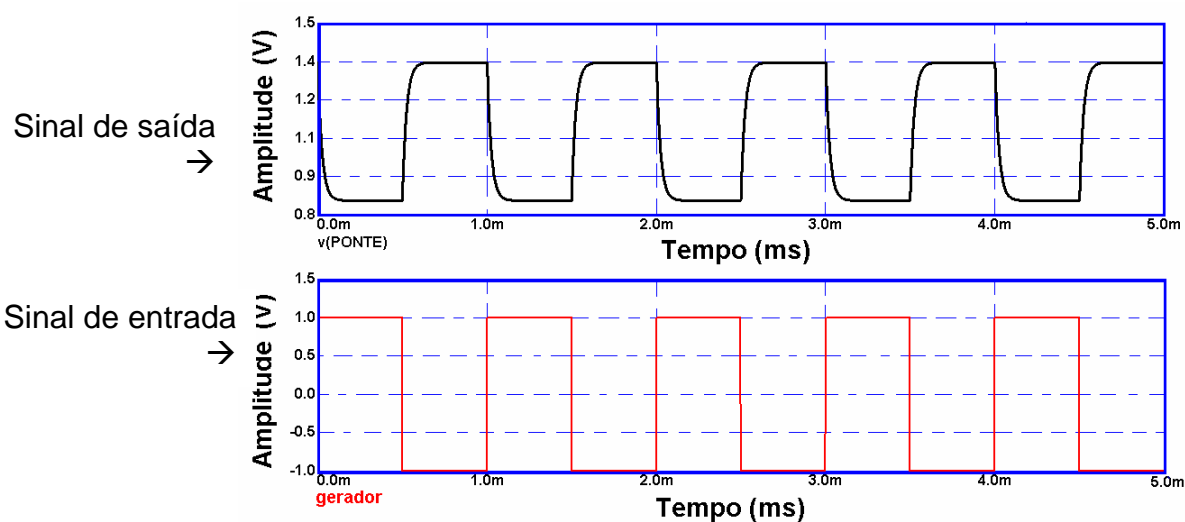 1.5
1.4
1.2
1.1
0.9
0.8
Amplitude (V)
Sinal de saída
→
0.0m 1.0m 2.0m 3.0m 4.0m 5.0m
v(PONTE)
Tempo (ms)
1.5
1.0
0.5
0.0
-0.5
-1.0
Amplitude (V)
Sinal de entrada
→
0.0m 1.0m 2.0m 3.0m 4.0m 5.0m
gerador
Tempo (ms)